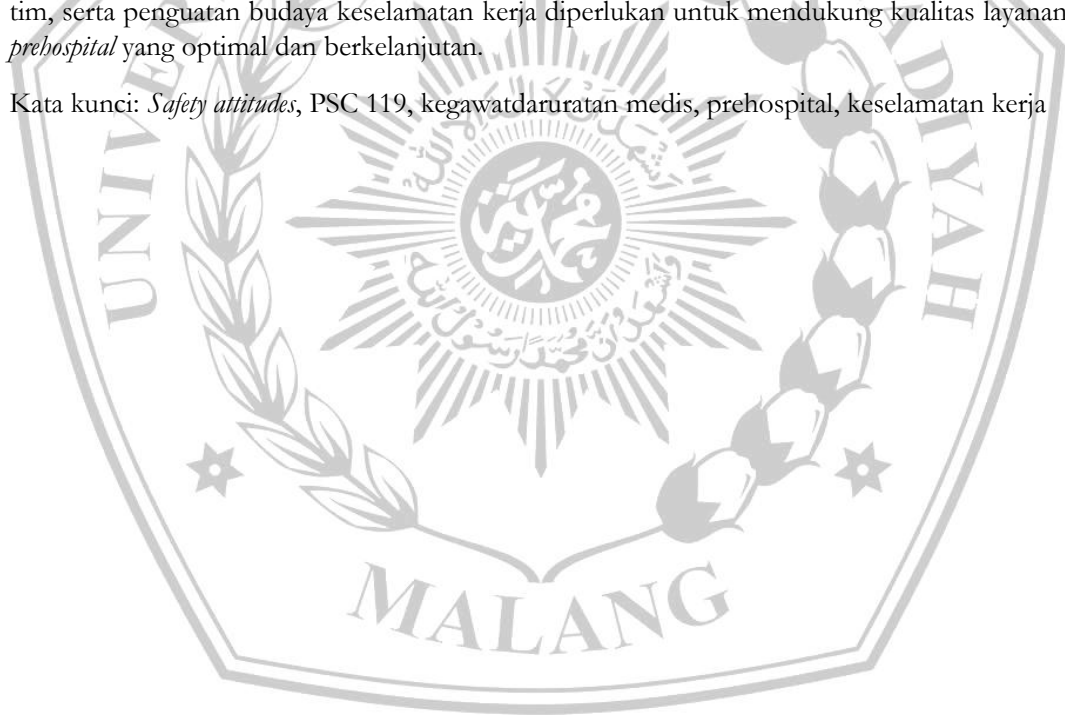 tim, serta penguatan budaya keselamatan kerja diperlukan untuk mendukung kualitas layanan
prehospital yang optimal dan berkelanjutan.
Kata kunci: Safety attitudes, PSC 119, kegawatdaruratan medis, prehospital, keselamatan kerja
MALANG